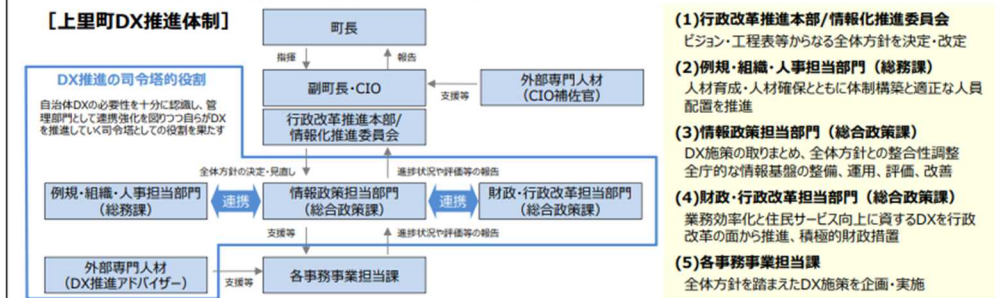 [上里町DX推進体制]
町長
指揮
報告
副町長・CIO
支援等
外部専門人材
(CIO補佐官)
行政改革推進本部/
情報化推進委員会
DX推進の司令塔的役割
自治体DXの必要性を十分に認識し、管
理部門として連携強化を図りつつ自らがDX
を推進していく司令塔としての役割を果たす
全体方針の決定・見直し
進捗状況や評価等の報告
例規・組織・人事担当部門
(総務課)
連携
情報政策担当部門
(総合政策課)
連携
財政・行政改革担当部門
(総合政策課)
支援等
進捗状況や評価等の報告
外部専門人材
(DX推進アドバイザー)
支援等
各事務事業担当課
(1)行政改革推進本部/情報化推進委員会
ビジョン・工程表等からなる全体方針を決定・改定
(2)例規・組織・人事担当部門(総務課)
人材育成・人材確保とともに体制構築と適正な人員
配置を推進
(3)情報政策担当部門(総合政策課)
DX施策の取りまとめ、全体方針との整合性調整
全庁的な情報基盤の整備、運用、評価、改善
(4)財政・行政改革担当部門(総合政策課)
業務効率化と住民サービス向上に資するDXを行政
改革の面から推進、積極的財政措置
(5)各事務事業担当課
全体方針を踏まえたDX施策を企画・実施